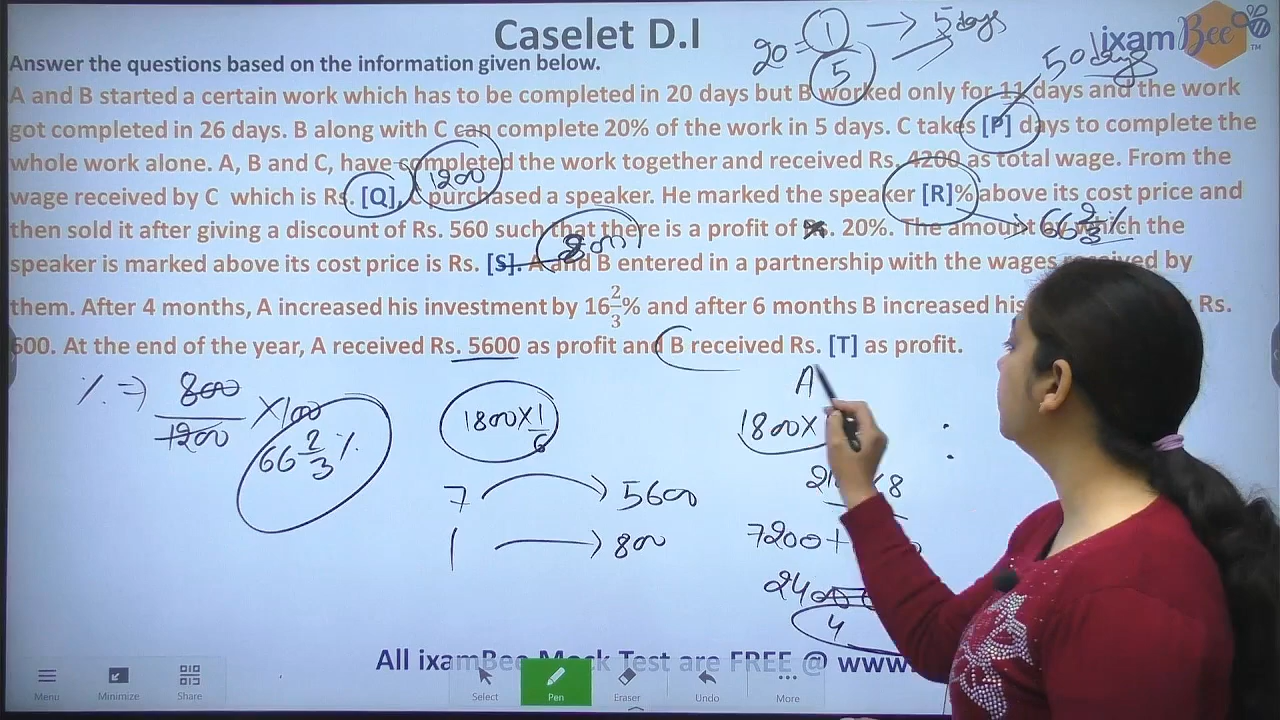 Caselet D.I
ixamBee
TM
Answer the questions based on the information given below.
20 = 1/5 → 5 days
50 days
A and B started a certain work which has to be completed in 20 days but B worked only for 11 days and the work
got completed in 26 days. B along with C can complete 20% of the work in 5 days. C takes [P] days to complete the
whole work alone. A, B and C, have completed the work together and received Rs. 4200 as total wage. From the
1200
wage received by C which is Rs. [Q], C purchased a speaker. He marked the speaker [R]% above its cost price and
66 2/3 %
then sold it after giving a discount of Rs. 560 such that there is a profit of . 20%. The amount which the
800
speaker is marked above its cost price is Rs. [S]. A and B entered in a partnership with the wages received by
them. After 4 months, A increased his investment by 16 2/3% and after 6 months B increased his Rs.
600. At the end of the year, A received Rs. 5600 as profit and B received Rs. [T] as profit.
% ⇒ 800/1200 × 100
66 2/3 %
1800 × 1/6
7 → 5600
1 → 800
A
1800 ×
:
8
7200 +
4
All ixamBee Mock Test are FREE @ www.
Menu
Minimize
Share
Select
Pen
Eraser
Undo
More